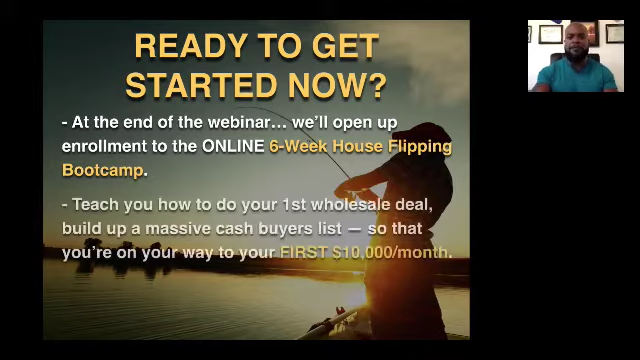 READY TO GET
STARTED NOW?
- At the end of the webinar... we'll open up
enrollment to the ONLINE 6-Week House Flipping
Bootcamp.
- Teach you how to do your 1st wholesale deal,
build up a massive cash buyers list — so that
you're on your way to your FIRST $10,000/month.